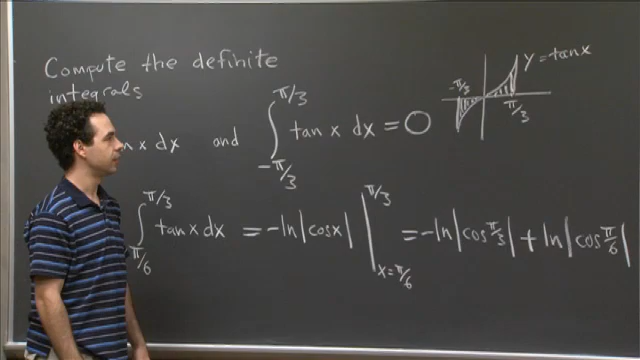 Compute the definite
integrals
n x dx and ∫_{-π/3}^{π/3} tan x dx = 0
y = tan x
-π/3
π/3
∫_{π/6}^{π/3} tan x dx = -ln|cos x| |_{x=π/6}^{π/3} = -ln|cos π/3| + ln|cos π/6|